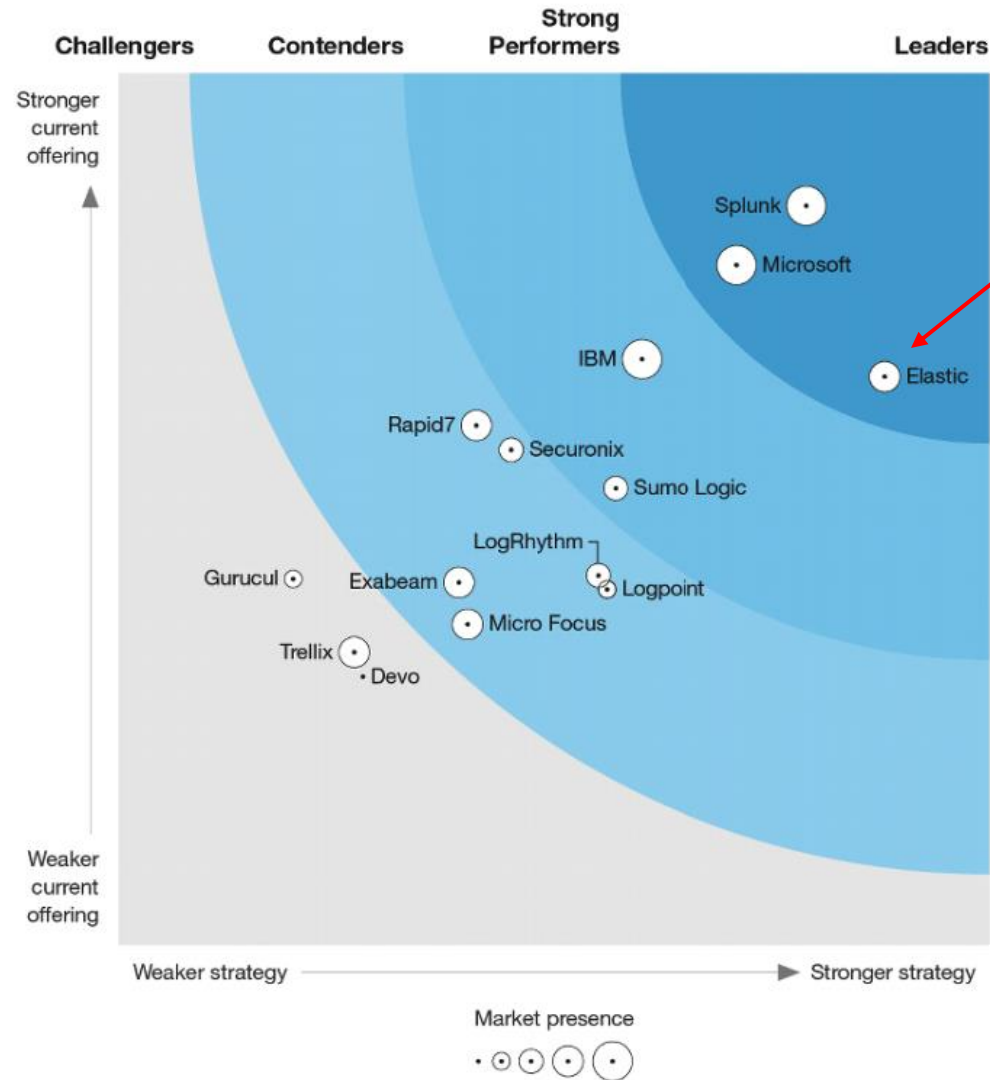 Challengers
Contenders
Strong
Performers
Leaders
Stronger
current
offering
Splunk
Microsoft
IBM
Elastic
Rapid7
Securonix
Sumo Logic
LogRhythm
Gurucul
Exabeam
Logpoint
Micro Focus
Trellix
Devo
Weaker
current
offering
Weaker strategy
Stronger strategy
Market presence